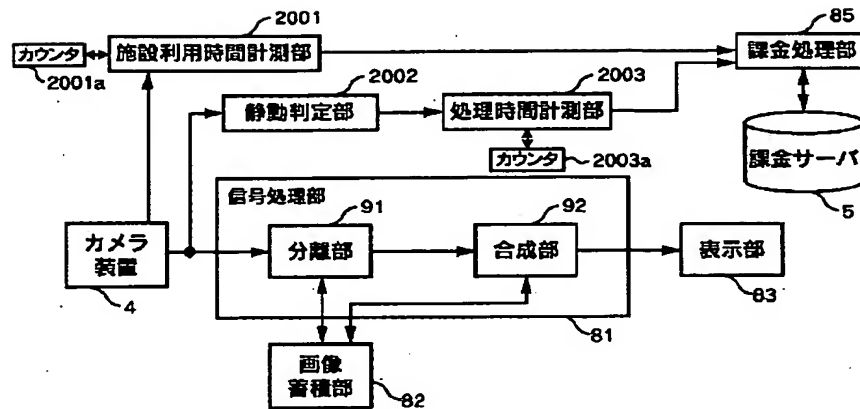 2001
85
カウンタ
施設利用時間計測部
課金処理部
2001a
2002
2003
静動判定部
処理時間計測部
カウンタ
2003a
課金サーバ
5
信号処理部
91
92
カメラ
装置
分離部
合成部
表示部
4
83
81
画像
蓄積部
82